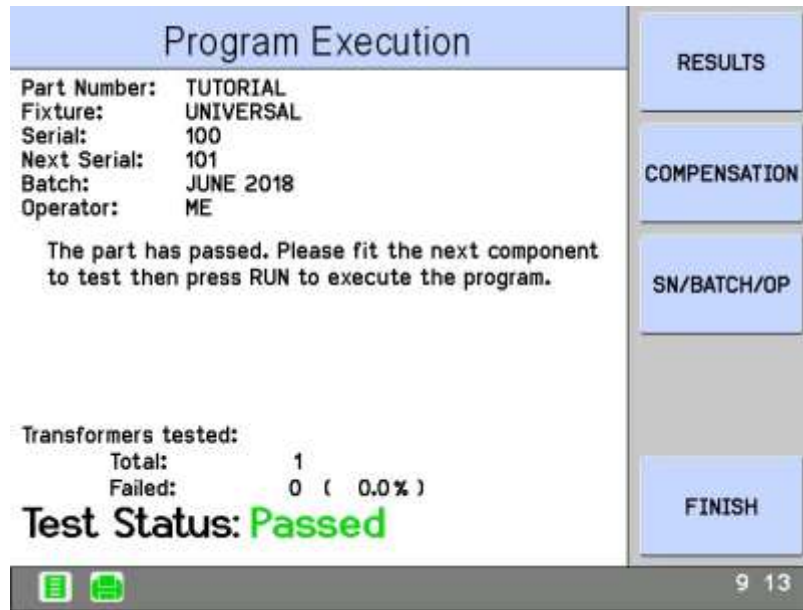 Program Execution
Part Number: TUTORIAL
Fixture: UNIVERSAL
Serial: 100
Next Serial: 101
Batch: JUNE 2018
Operator: ME
The part has passed. Please fit the next component
to test then press RUN to execute the program.
Transformers tested:
Total: 1
Failed: 0 ( 0.0% )
Test Status: Passed
RESULTS
COMPENSATION
SN/BATCH/OP
FINISH
9 13